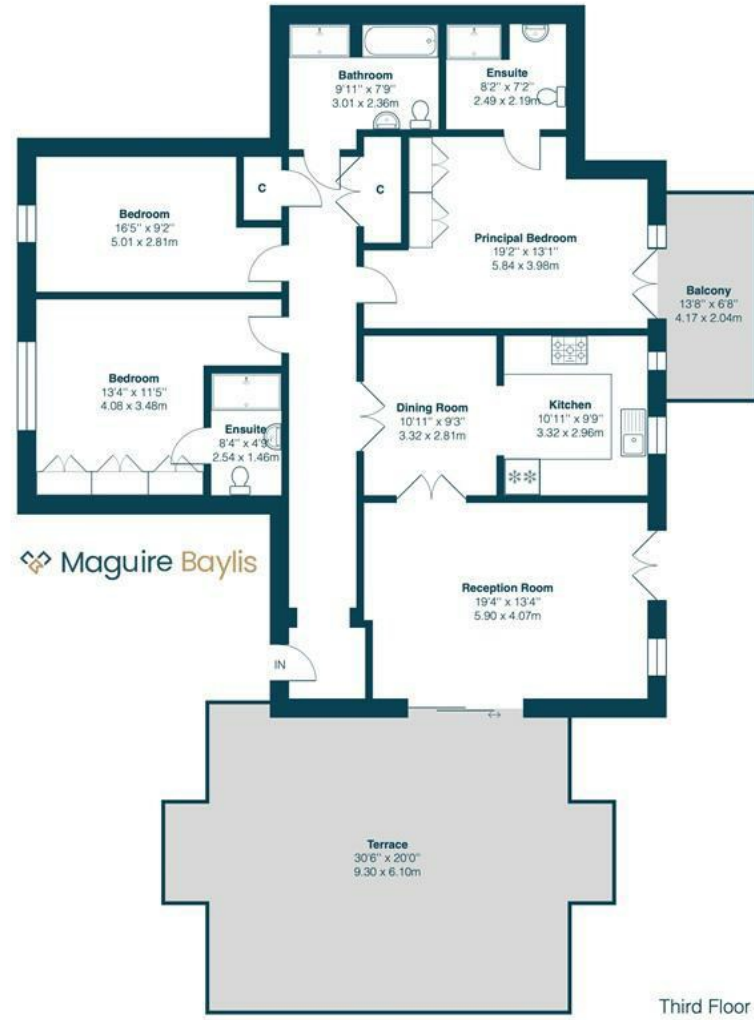 Bathroom
9'11'' x 7'9''
3.01 x 2.36m
Ensuite
8'2'' x 7'2''
2.49 x 2.19m
C
C
Bedroom
16'5'' x 9'2''
5.01 x 2.81m
Principal Bedroom
19'2'' x 13'1''
5.84 x 3.98m
Balcony
13'8'' x 6'8''
4.17 x 2.04m
Bedroom
13'4'' x 11'5''
4.08 x 3.48m
Ensuite
8'4'' x 4'9''
2.54 x 1.46m
Dining Room
10'11'' x 9'3''
3.32 x 2.81m
Kitchen
10'11'' x 9'9''
3.32 x 2.96m
Maguire Baylis
Reception Room
19'4'' x 13'4''
5.90 x 4.07m
IN
Terrace
30'6'' x 20'0''
9.30 x 6.10m
Third Floor